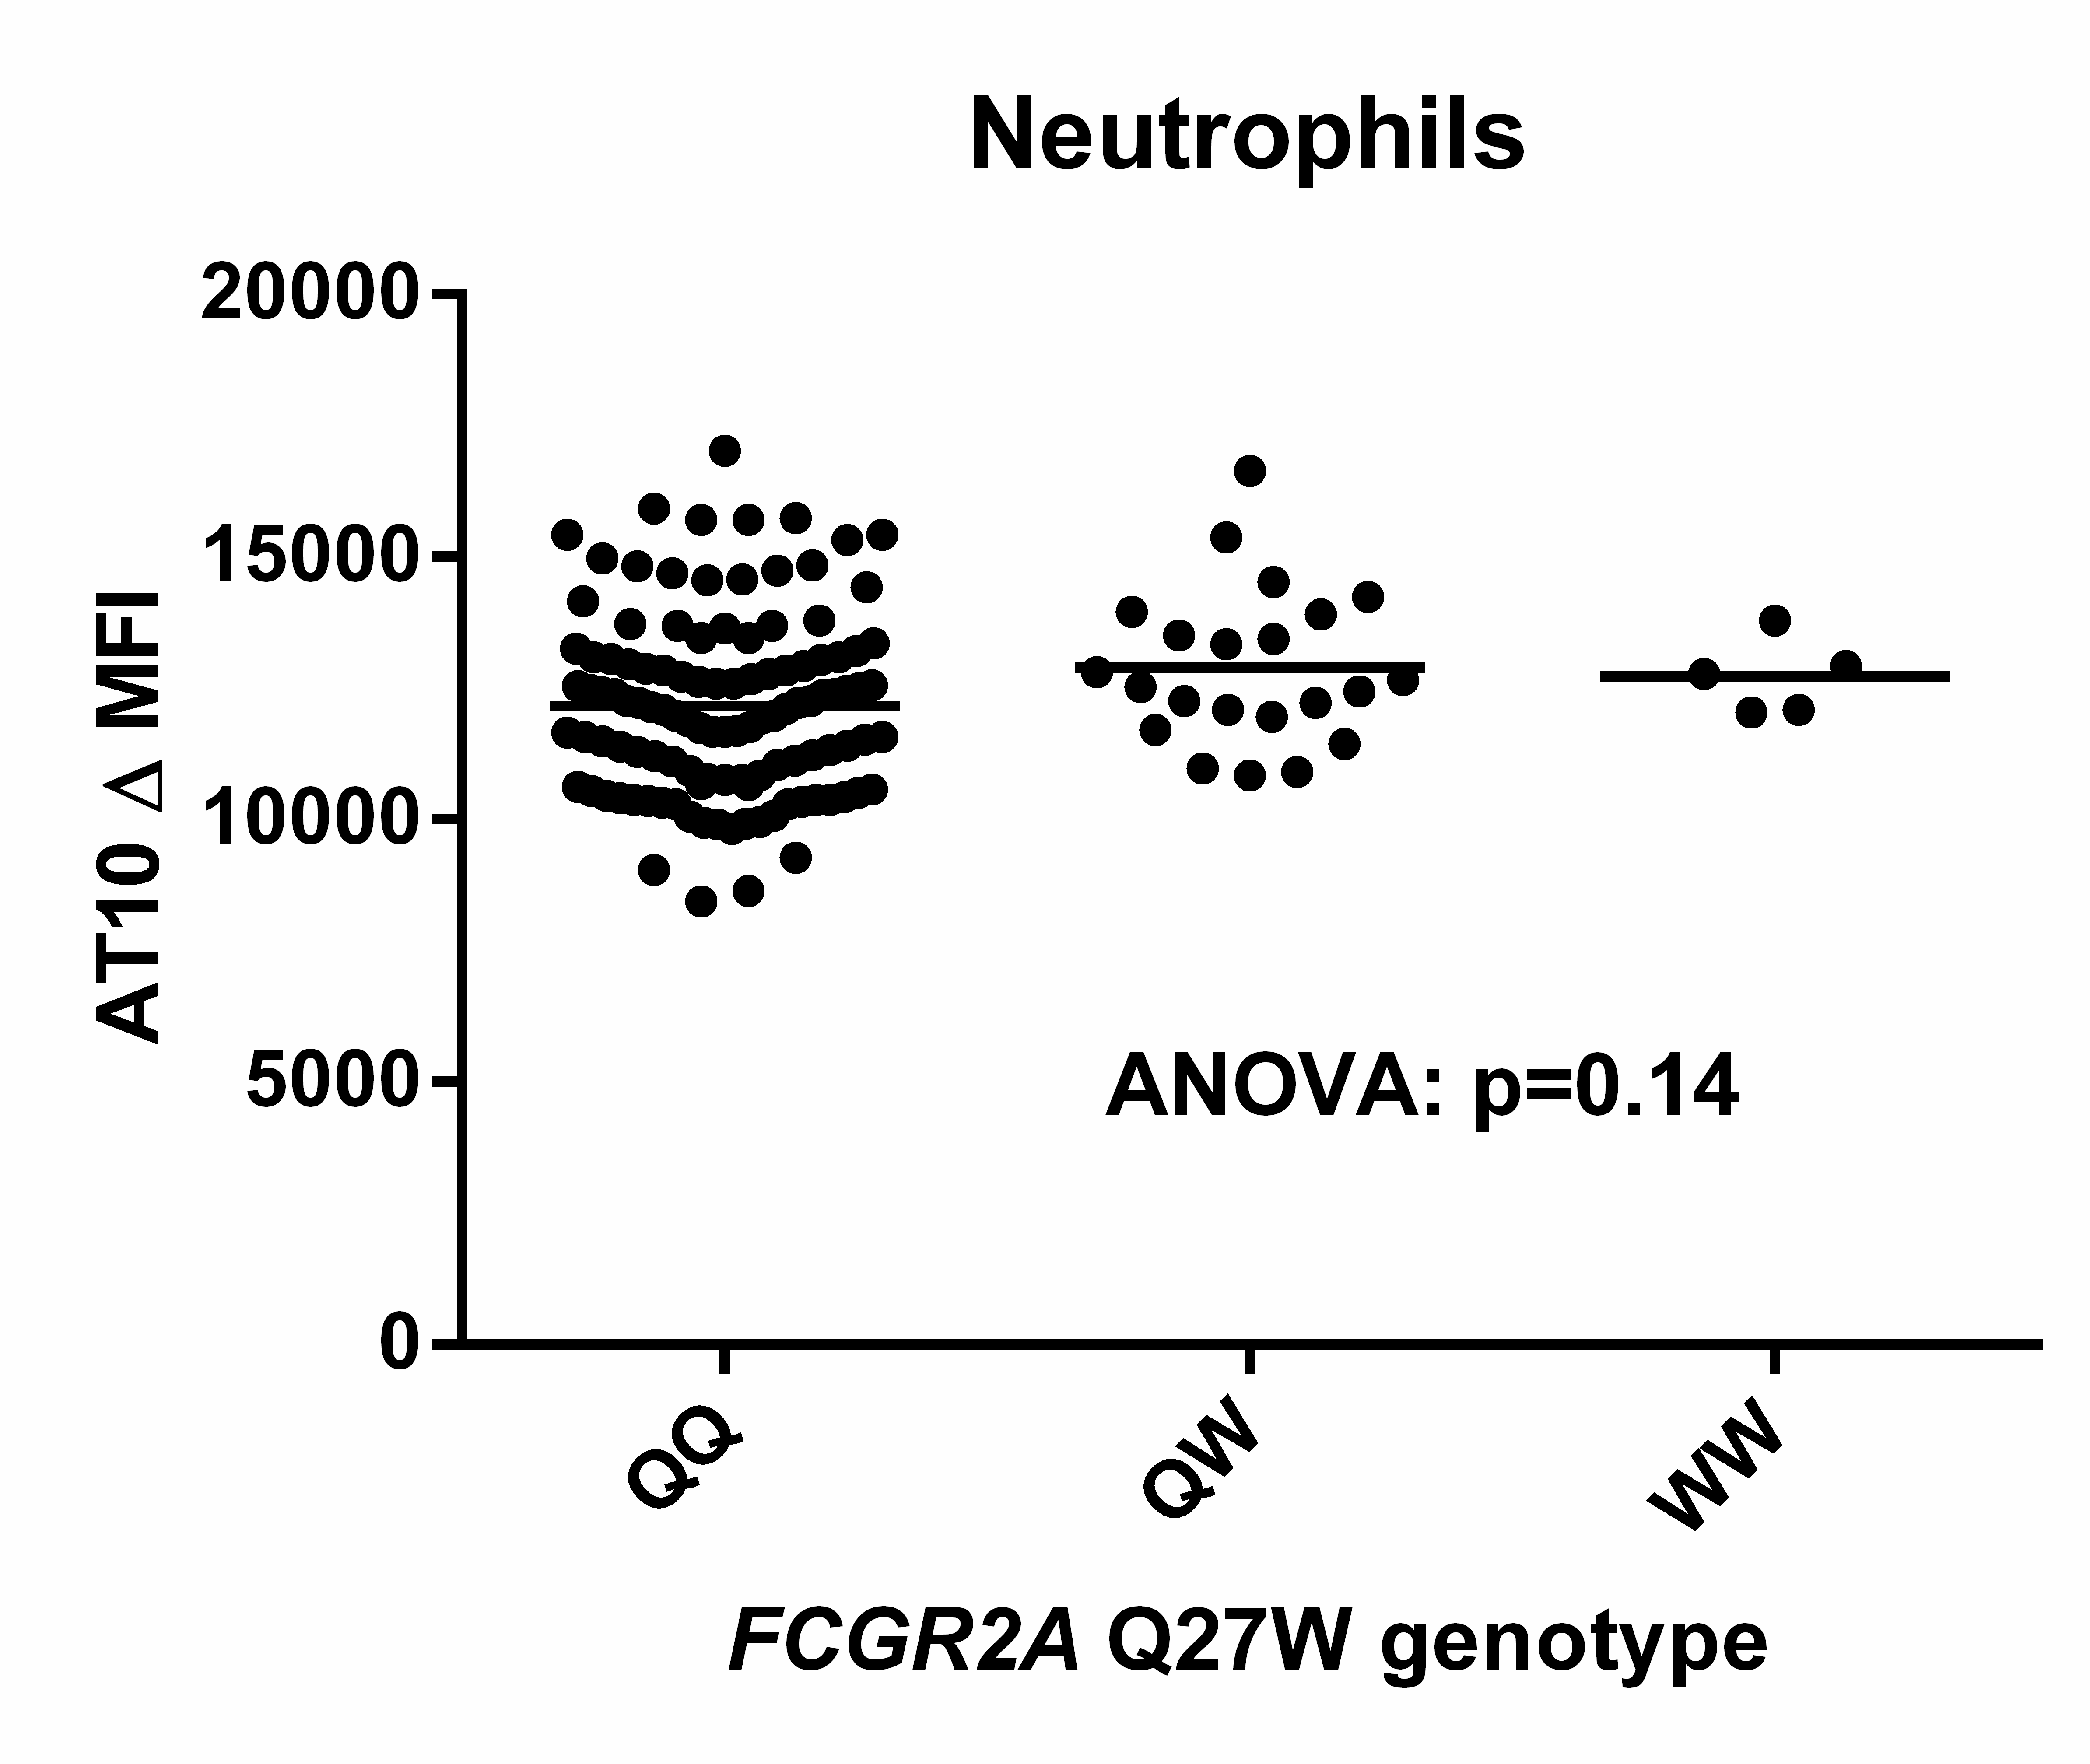 Neutrophils
20000
15000
10000
5000
0
AT10 Δ MFI
ANOVA: p=0.14
QQ
QW
WW
FCGR2A Q27W genotype